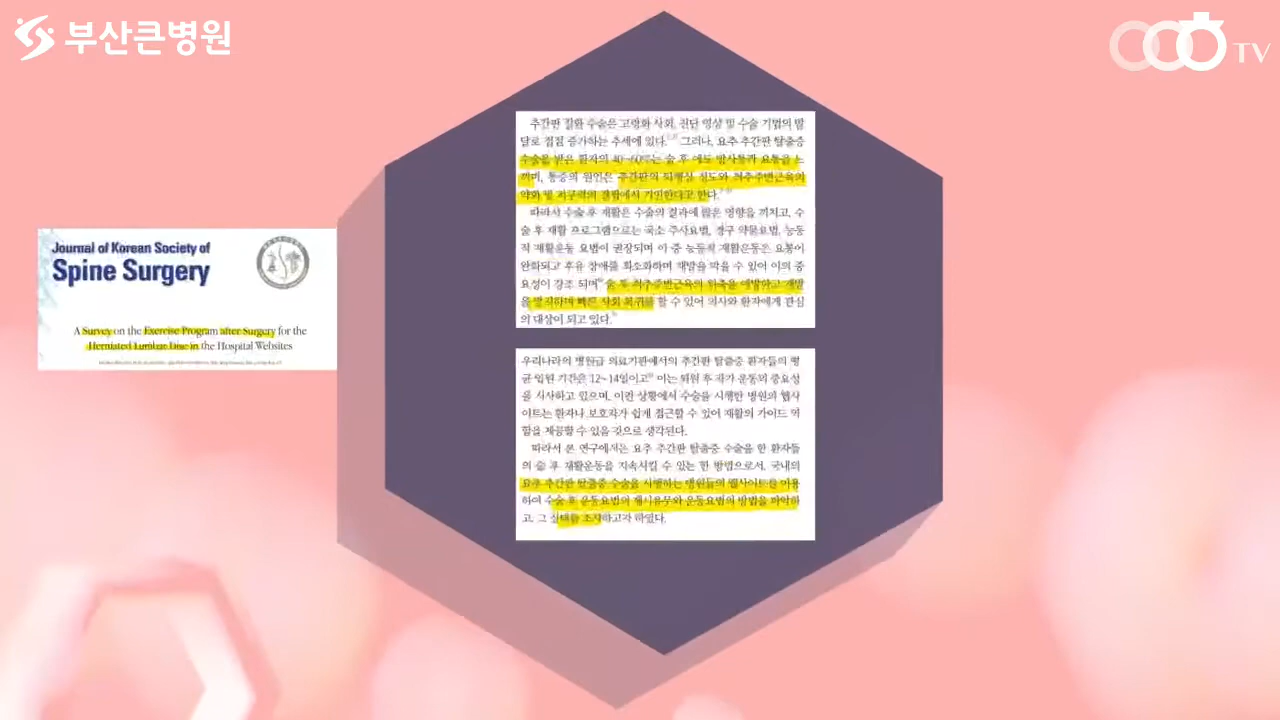 부산큰병원
TV
Journal of Korean Society of
Spine Surgery
A Survey on the Exercise Program after Surgery for the
Herniated Lumbar Disc in the Hospital Websites
추간판 질환 수술은 고령화 사회, 진단 영상 및 수술 기법의 발
달로 점점 증가하는 추세에 있다. 그러나, 요추 추간판 탈출증
수술을 받은 환자의 40~60%는 술 후 에도 방사통과 요통을 느
끼며, 통증의 원인은 추간판의 퇴행성 정도와 척추주변근육의
약화 및 지구력의 결함에서 기인한다고 한다.
따라서 수술 후 재활은 수술의 결과에 많은 영향을 끼치고, 수
술 후 재활 프로그램으로는 국소 주사요법, 경구 약물요법, 능동
적 재활운동 요법이 권장되며 이 중 능동적 재활운동은 요통이
완화되고 후유 장애를 최소화하며 재발을 막을 수 있어 이의 중
요성이 강조 되며 술 후 척추주변근육의 위축을 예방하고 재발
을 방지하며 빠른 사회 복귀를 할 수 있어 의사와 환자에게 관심
의 대상이 되고 있다.
우리나라의 병원급 의료기관에서의 추간판 탈출증 환자들의 평
균 입원 기간은 12~14일이고 이는 퇴원 후 자가 운동의 중요성
을 시사하고 있으며, 이런 상황에서 수술을 시행한 병원의 웹사
이트는 환자나 보호자가 쉽게 접근할 수 있어 재활의 가이드 역
할을 제공할 수 있을 것으로 생각된다.
따라서 본 연구에서는 요추 추간판 탈출증 수술을 한 환자들
의 술 후 재활운동을 지속시킬 수 있는 한 방법으로서, 국내의
요추 추간판 탈출증 수술을 시행하는 병원들의 웹사이트를 이용
하여 수술 후 운동요법의 제시유무와 운동요법의 방법을 파악하
고, 그 실태를 조사하고자 하였다.